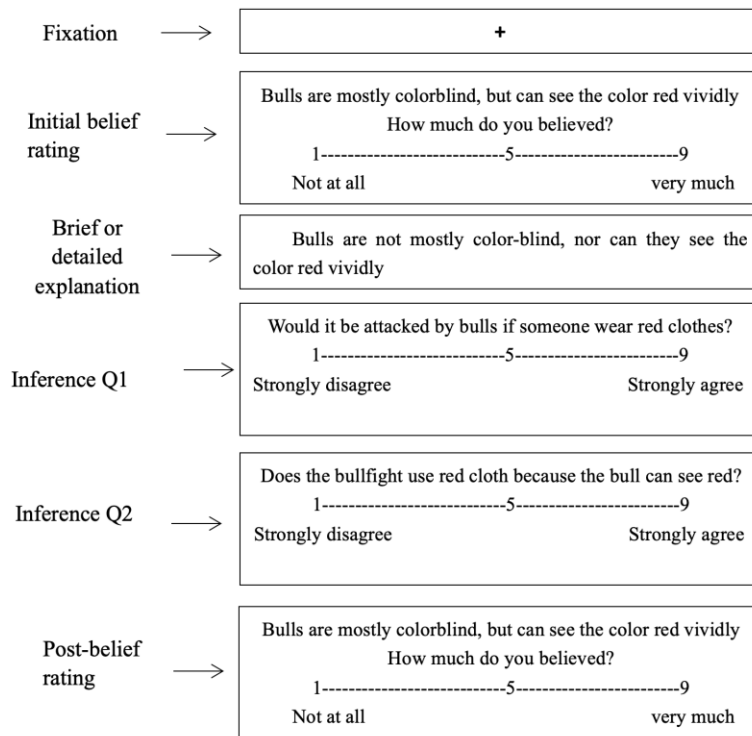 Fixation
+
Initial belief
rating
Bulls are mostly colorblind, but can see the color red vividly
How much do you believed?
1----------------------------5-------------------------9
Not at all very much
Brief or
detailed
explanation
Bulls are not mostly color-blind, nor can they see the
color red vividly
Inference Q1
Would it be attacked by bulls if someone wear red clothes?
1----------------------------5-------------------------9
Strongly disagree Strongly agree
Inference Q2
Does the bullfight use red cloth because the bull can see red?
1----------------------------5-------------------------9
Strongly disagree Strongly agree
Post-belief
rating
Bulls are mostly colorblind, but can see the color red vividly
How much do you believed?
1----------------------------5-------------------------9
Not at all very much